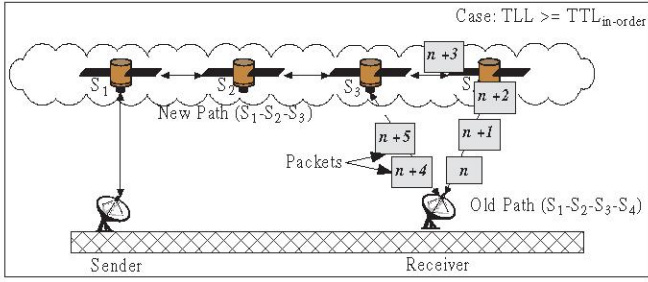 Case: TLL >= TTLin-order
n+3
S1
S2
S3
S
n+2
New Path (S1-S2-S3)
n+5
n+1
Packets
n+4
n
Old Path (S1-S2-S3-S4)
Sender
Receiver